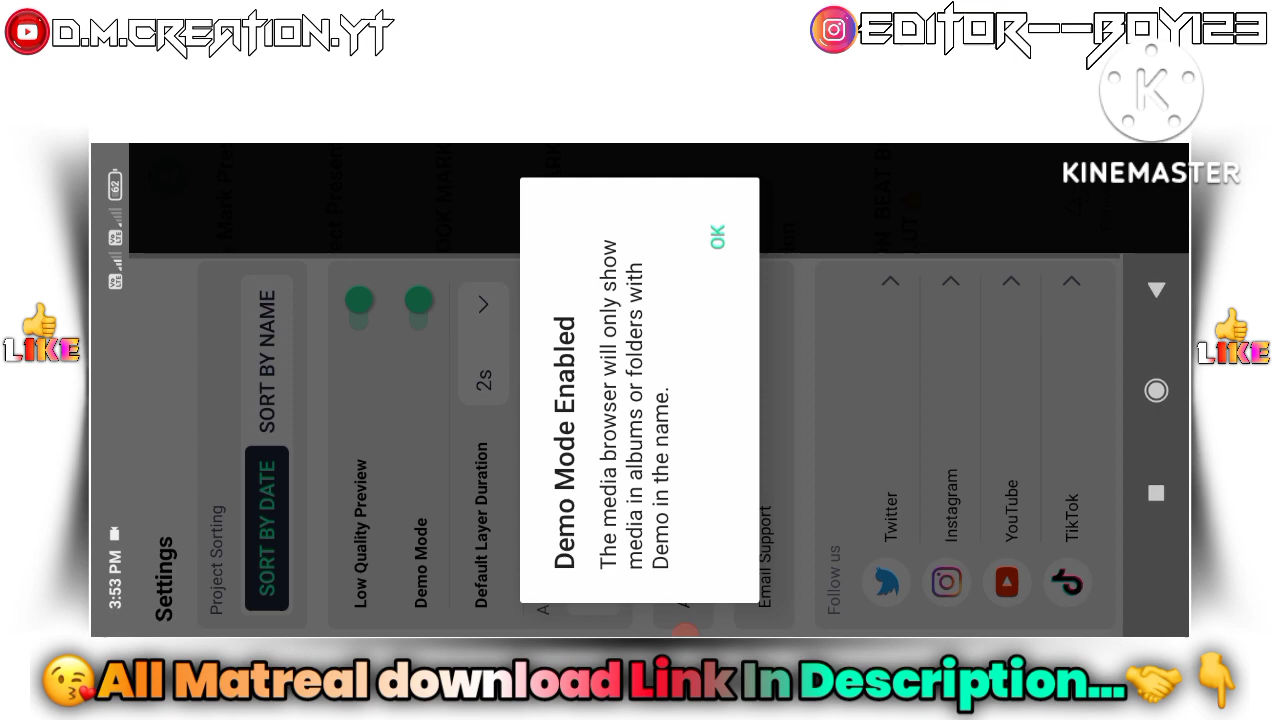 D.M.CREATION.YT
EDITOR--BOY123
KINEMASTER
3:53 PM
62
Settings
Project Sorting
SORT BY DATE
SORT BY NAME
Low Quality Preview
Demo Mode
Default Layer Duration
2s
Demo Mode Enabled
The media browser will only show
media in albums or folders with
Demo in the name.
OK
Email Support
Follow us
Twitter
Instagram
YouTube
TikTok
LIKE
LIKE
All Matreal download Link In Description...